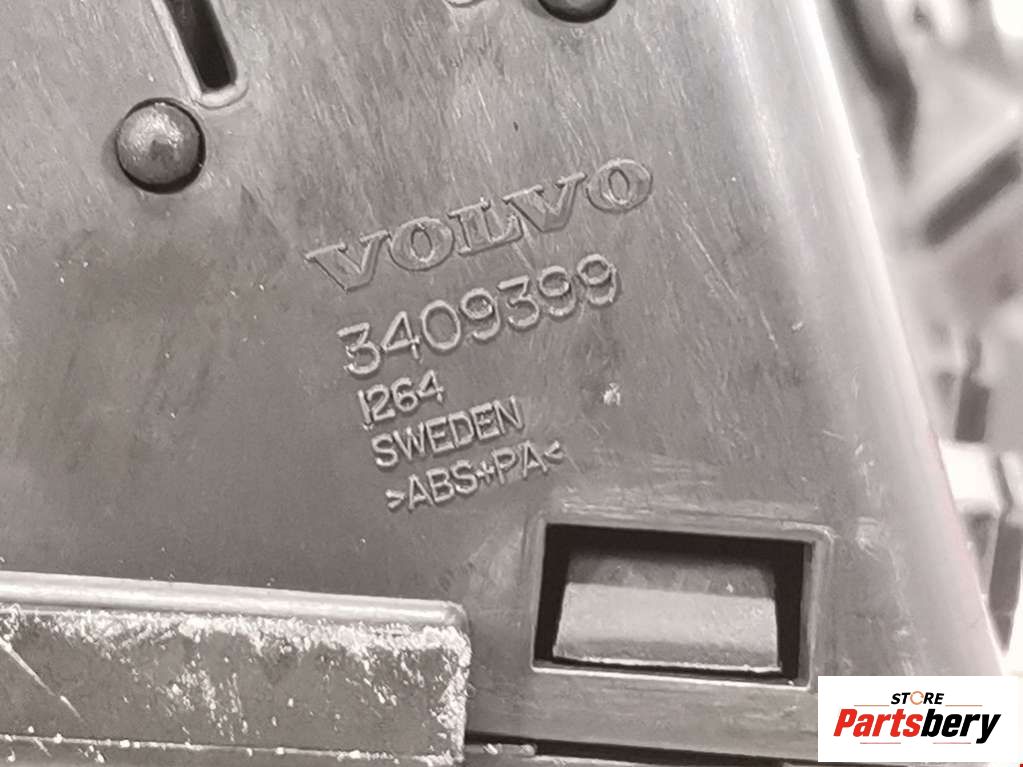 VOLVO
3409399
1264
SWEDEN
>ABS+PA<
STORE
Partsbery